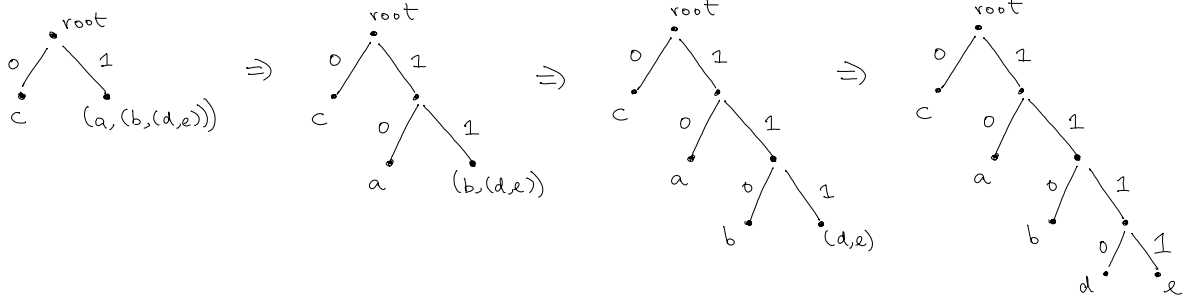 root
0 1
c (a,(b,(d,e)))
⇒
root
0 1
c
0 1
a (b,(d,e))
⇒
root
0 1
c
0 1
a
0 1
b (d,e)
⇒
root
0 1
c
0 1
a
0 1
b
0 1
d e